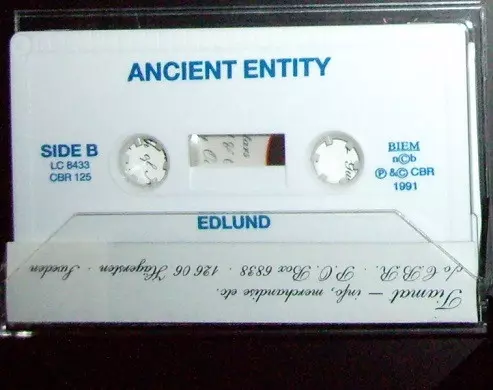 ANCIENT ENTITY
SIDE B
LC 8433
CBR 125
BIEM
n©b
℗ &© CBR
1991
EDLUND
Tiamat — info, merchandise etc.
c/o C.B.R. · P.O. Box 6838 · 126 06 Hägersten · Sweden